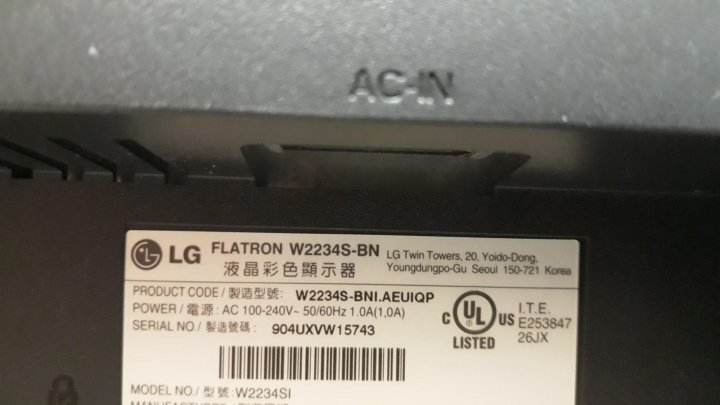 AC-IN
LG FLATRON W2234S-BN LG Twin Towers, 20, Yoido-Dong,
液晶彩色顯示器 Youngdungpo-Gu Seoul 150-721 Korea
PRODUCT CODE / 製造型號: W2234S-BNI.AEUIQP
POWER / 電源: AC 100-240V~ 50/60Hz 1.0A(1,0A)
SERIAL NO./ 製造號碼: 904UXVW15743
C UL US LISTED
I.T.E.
E253847
26JX
MODEL NO./ 型號: W2234SI